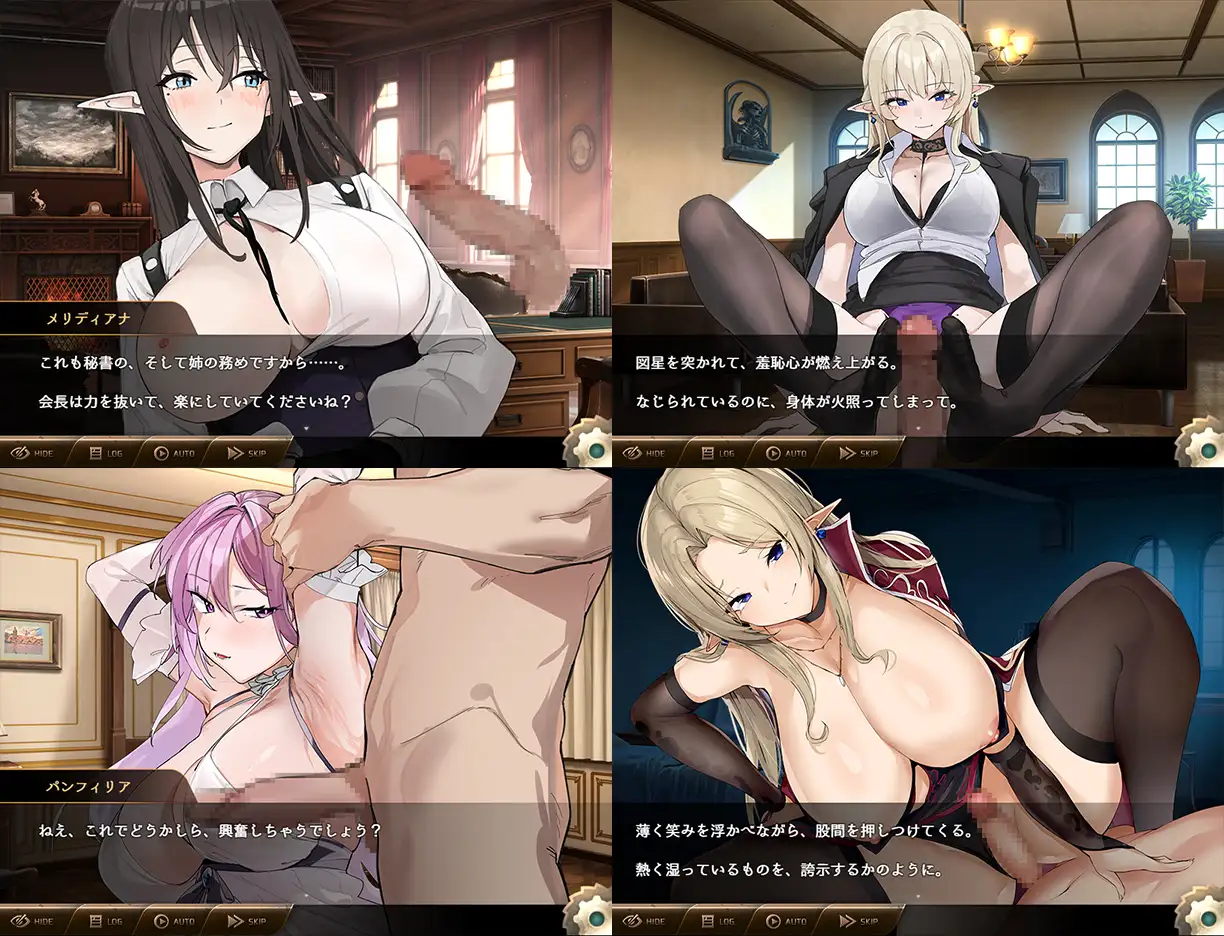 メリディアナ
これも秘書の、そして姉の務めですから……。
会長は力を抜いて、楽にしていてくださいね？
HIDE LOG AUTO SKIP
図星を突かれて、羞恥心が燃え上がる。
なじられているのに、身体が火照ってしまって。
HIDE LOG AUTO SKIP
パンフィリア
ねえ、これでどうかしら、興奮しちゃうでしょう？
HIDE LOG AUTO SKIP
薄く笑みを浮かべながら、股間を押しつけてくる。
熱く湿っているものを、誇示するかのように。
HIDE LOG AUTO SKIP